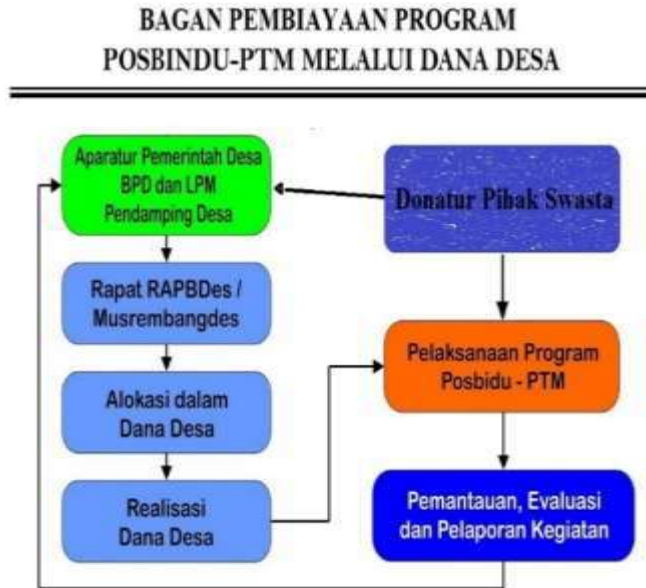 BAGAN PEMBIAYAAN PROGRAM
POSBINDU-PTM MELALUI DANA DESA
Aparatur Pemerintah Desa
BPD dan LPM
Pendamping Desa
Donatur Pihak Swasta
Rapat RAPBDes /
Musrembangdes
Pelaksanaan Program
Posbidu - PTM
Alokasi dalam
Dana Desa
Realisasi
Dana Desa
Pemantauan, Evaluasi
dan Pelaporan Kegiatan